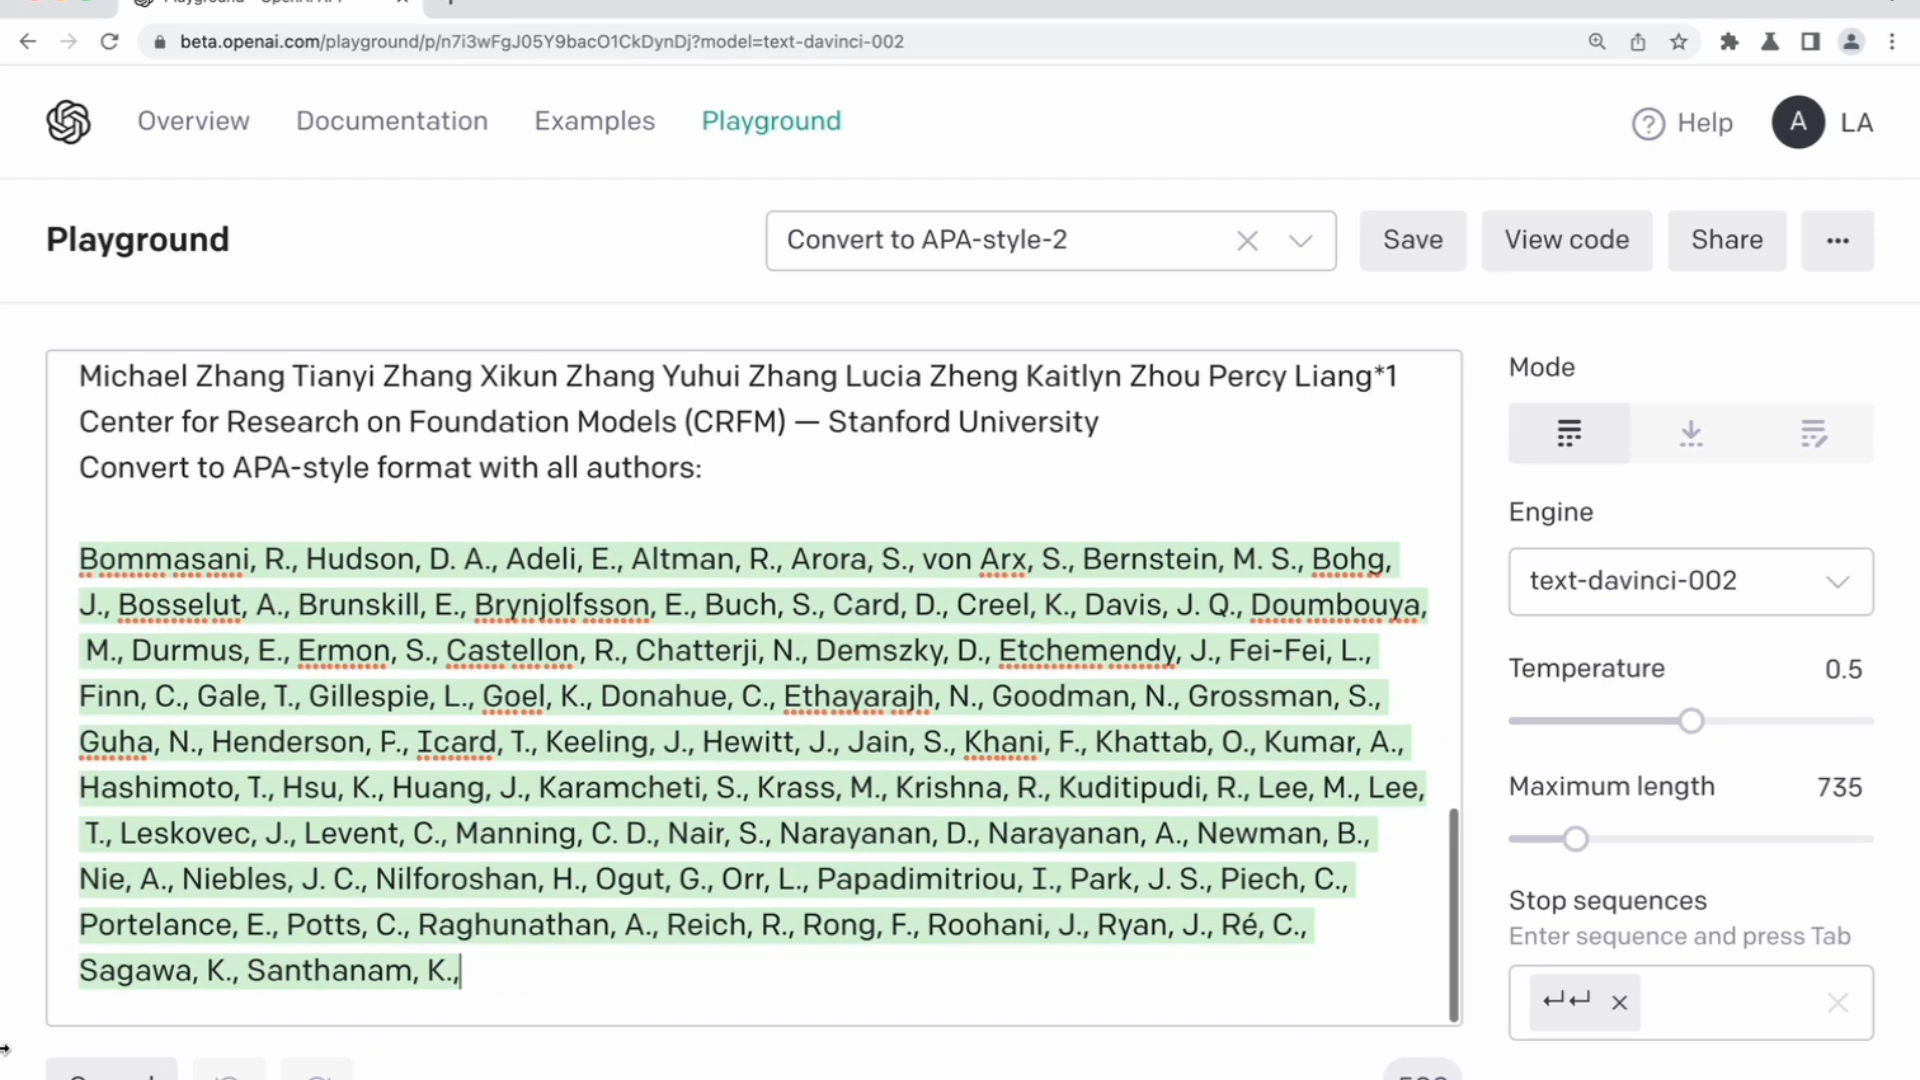 beta.openai.com/playground/p/n7i3wFgJ05Y9bacO1CkDynDj?model=text-davinci-002
Overview Documentation Examples Playground Help A LA
Playground Convert to APA-style-2 Save View code Share
Michael Zhang Tianyi Zhang Xikun Zhang Yuhui Zhang Lucia Zheng Kaitlyn Zhou Percy Liang*1
Center for Research on Foundation Models (CRFM) — Stanford University
Convert to APA-style format with all authors:
Bommasani, R., Hudson, D. A., Adeli, E., Altman, R., Arora, S., von Arx, S., Bernstein, M. S., Bohg,
J., Bosselut, A., Brunskill, E., Brynjolfsson, E., Buch, S., Card, D., Creel, K., Davis, J. Q., Doumbouya,
M., Durmus, E., Ermon, S., Castellon, R., Chatterji, N., Demszky, D., Etchemendy, J., Fei-Fei, L.,
Finn, C., Gale, T., Gillespie, L., Goel, K., Donahue, C., Ethayarajh, N., Goodman, N., Grossman, S.,
Guha, N., Henderson, P., Icard, T., Keeling, J., Hewitt, J., Jain, S., Khani, F., Khattab, O., Kumar, A.,
Hashimoto, T., Hsu, K., Huang, J., Karamcheti, S., Krass, M., Krishna, R., Kuditipudi, R., Lee, M., Lee,
T., Leskovec, J., Levent, C., Manning, C. D., Nair, S., Narayanan, D., Narayanan, A., Newman, B.,
Nie, A., Niebles, J. C., Nilforoshan, H., Ogut, G., Orr, L., Papadimitriou, I., Park, J. S., Piech, C.,
Portelance, E., Potts, C., Raghunathan, A., Reich, R., Rong, F., Roohani, J., Ryan, J., Ré, C.,
Sagawa, K., Santhanam, K.,
Mode
Engine
text-davinci-002
Temperature 0.5
Maximum length 735
Stop sequences
Enter sequence and press Tab
↵↵